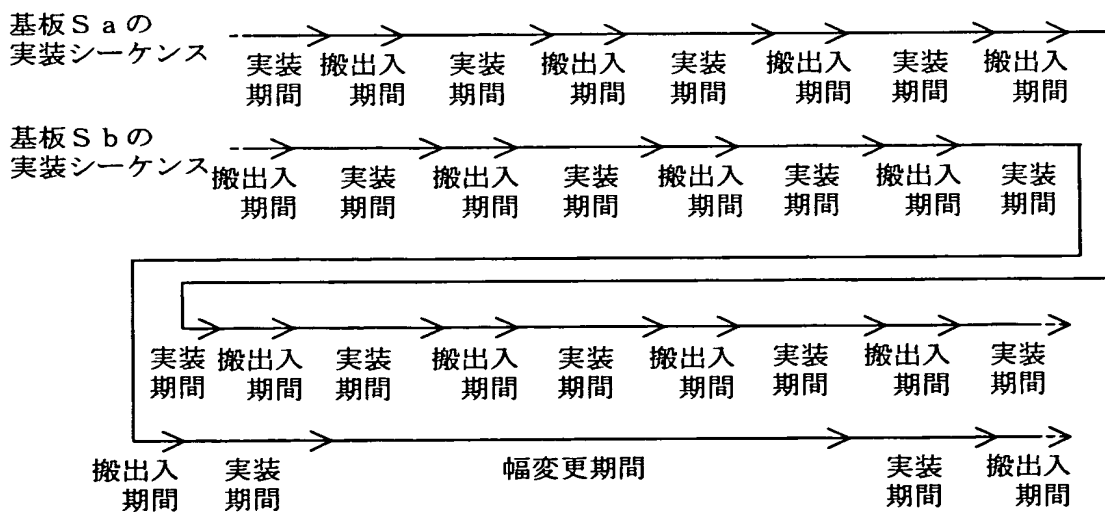 基板Ｓａの
実装シーケンス
実装 搬出入 実装 搬出入 実装 搬出入 実装 搬出入
期間 期間 期間 期間 期間 期間 期間 期間
基板Ｓｂの
実装シーケンス
搬出入 実装 搬出入 実装 搬出入 実装 搬出入 実装
期間 期間 期間 期間 期間 期間 期間 期間
実装 搬出入 実装 搬出入 実装 搬出入 実装 搬出入 実装
期間 期間 期間 期間 期間 期間 期間 期間 期間
搬出入 実装 幅変更期間 実装 搬出入
期間 期間 期間 期間